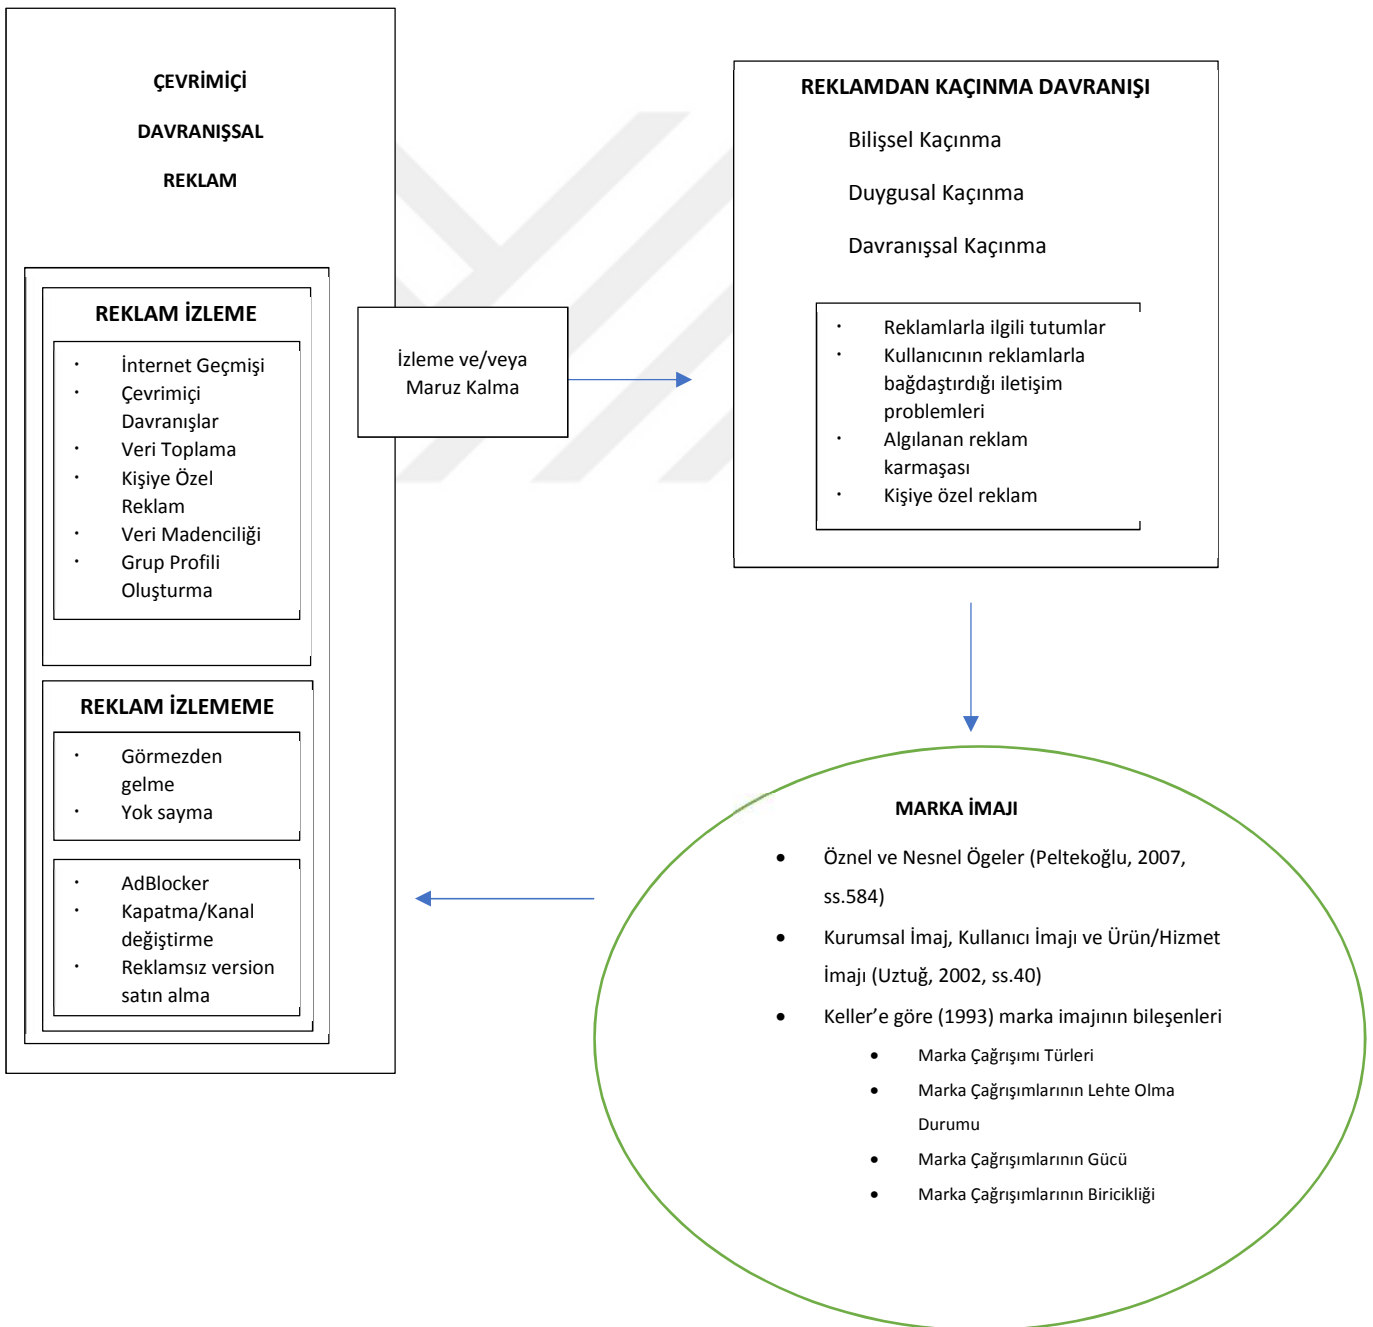 ÇEVRİMİÇİ
DAVRANIŞSAL
REKLAM
REKLAM İZLEME
· İnternet Geçmişi
· Çevrimiçi
Davranışlar
· Veri Toplama
· Kişiye Özel
Reklam
· Veri Madenciliği
· Grup Profili
Oluşturma
REKLAM İZLEMEME
· Görmezden
gelme
· Yok sayma
· AdBlocker
· Kapatma/Kanal
değiştirme
· Reklamsız version
satın alma
İzleme ve/veya
Maruz Kalma
REKLAMDAN KAÇINMA DAVRANIŞI
Bilişsel Kaçınma
Duygusal Kaçınma
Davranışsal Kaçınma
· Reklamlarla ilgili tutumlar
· Kullanıcının reklamlarla
bağdaştırdığı iletişim
problemleri
· Algılanan reklam
karmaşası
· Kişiye özel reklam
MARKA İMAJI
• Öznel ve Nesnel Ögeler (Peltekoğlu, 2007,
ss.584)
• Kurumsal İmaj, Kullanıcı İmajı ve Ürün/Hizmet
İmajı (Uztuğ, 2002, ss.40)
• Keller’e göre (1993) marka imajının bileşenleri
• Marka Çağrışımı Türleri
• Marka Çağrışımlarının Lehte Olma
Durumu
• Marka Çağrışımlarının Gücü
• Marka Çağrışımlarının Biricikliği